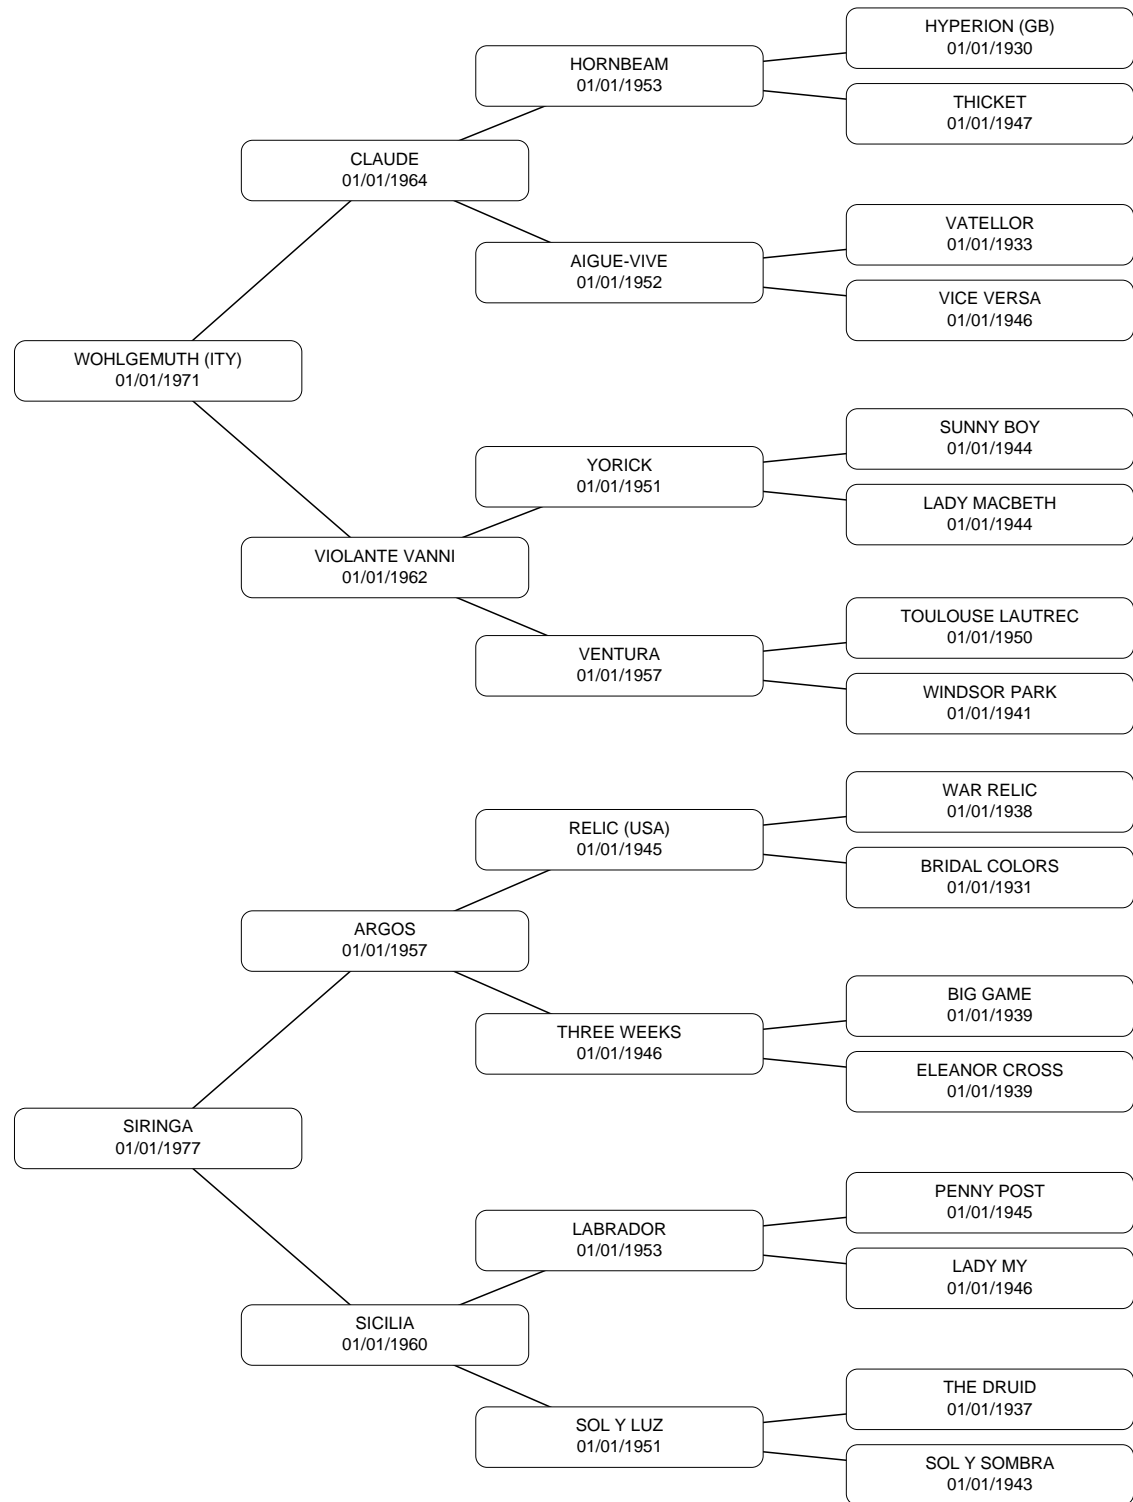 HYPERION (GB)
01/01/1930
HORNBEAM
01/01/1953
THICKET
01/01/1947
CLAUDE
01/01/1964
VATELLOR
01/01/1933
AIGUE-VIVE
01/01/1952
VICE VERSA
01/01/1946
WOHLGEMUTH (ITY)
01/01/1971
SUNNY BOY
01/01/1944
YORICK
01/01/1951
LADY MACBETH
01/01/1944
VIOLANTE VANNI
01/01/1962
TOULOUSE LAUTREC
01/01/1950
VENTURA
01/01/1957
WINDSOR PARK
01/01/1941
WAR RELIC
01/01/1938
RELIC (USA)
01/01/1945
BRIDAL COLORS
01/01/1931
ARGOS
01/01/1957
BIG GAME
01/01/1939
THREE WEEKS
01/01/1946
ELEANOR CROSS
01/01/1939
SIRINGA
01/01/1977
PENNY POST
01/01/1945
LABRADOR
01/01/1953
LADY MY
01/01/1946
SICILIA
01/01/1960
THE DRUID
01/01/1937
SOL Y LUZ
01/01/1951
SOL Y SOMBRA
01/01/1943